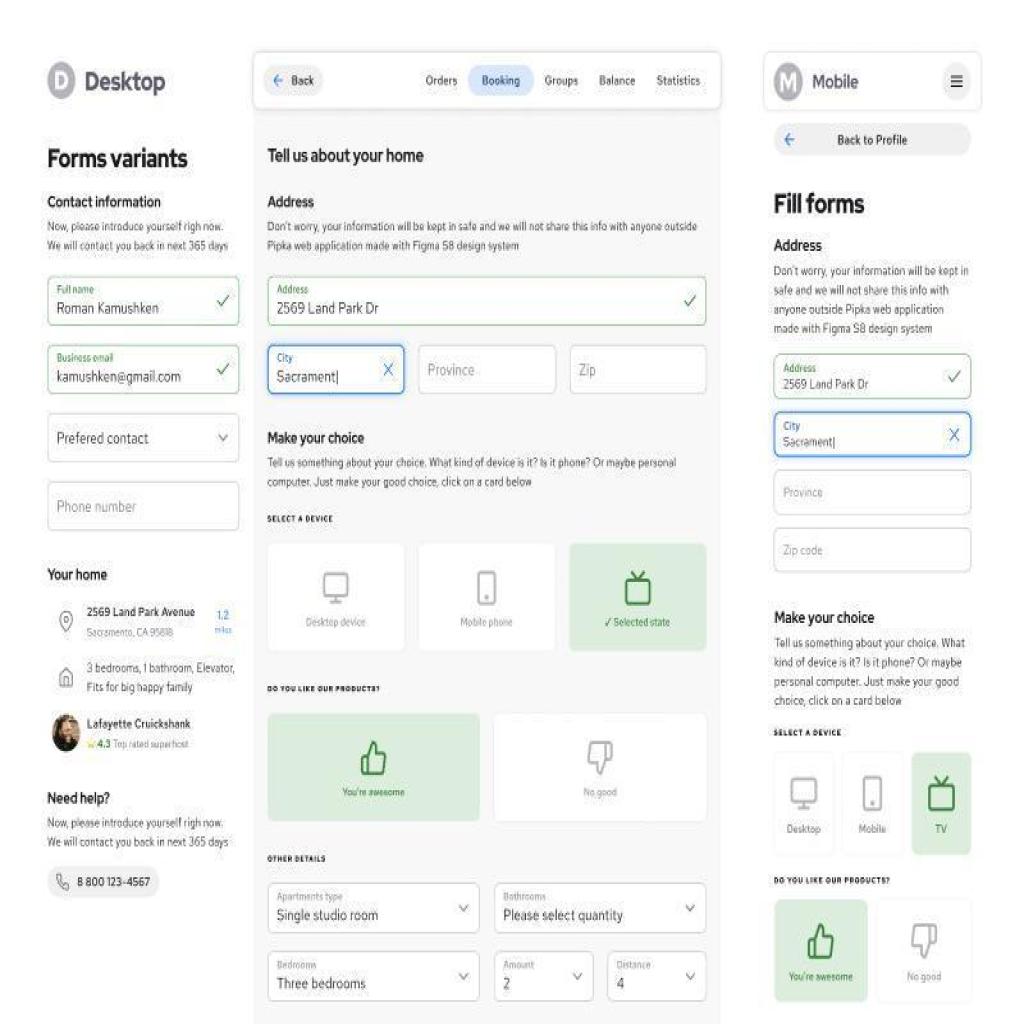 D Desktop
Forms variants
Contact information
Now, please introduce yourself righ now.
We will contact you back in next 365 days
Full name
Roman Kamushken
Business email
kamushken@gmail.com
Prefered contact
Phone number
Your home
2569 Land Park Avenue
Sacramento, CA 95818
1.2
miles
3 bedrooms, 1 bathroom, Elevator,
Fits for big happy family
Lafayette Cruickshank
4.3 Top rated superhost
Need help?
Now, please introduce yourself righ now.
We will contact you back in next 365 days
8 800 123-4567
Back
Orders Booking Groups Balance Statistics
Tell us about your home
Address
Don't worry, your information will be kept in safe and we will not share this info with anyone outside
Pipka web application made with Figma S8 design system
Address
2569 Land Park Dr
City
Sacrament
Province
Zip
Make your choice
Tell us something about your choice. What kind of device is it? Is it phone? Or maybe personal
computer. Just make your good choice, click on a card below
SELECT A DEVICE
Desktop device
Mobile phone
✓ Selected state
DO YOU LIKE OUR PRODUCTS?
You're awesome
No good
OTHER DETAILS
Apartments type
Single studio room
Bathrooms
Please select quantity
Bedrooms
Three bedrooms
Amount
2
Distance
4
M Mobile
Back to Profile
Fill forms
Address
Don't worry, your information will be kept in
safe and we will not share this info with
anyone outside Pipka web application
made with Figma S8 design system
Address
2569 Land Park Dr
City
Sacrament
Province
Zip code
Make your choice
Tell us something about your choice. What
kind of device is it? Is it phone? Or maybe
personal computer. Just make your good
choice, click on a card below
SELECT A DEVICE
Desktop
Mobile
TV
DO YOU LIKE OUR PRODUCTS?
You're awesome
No good